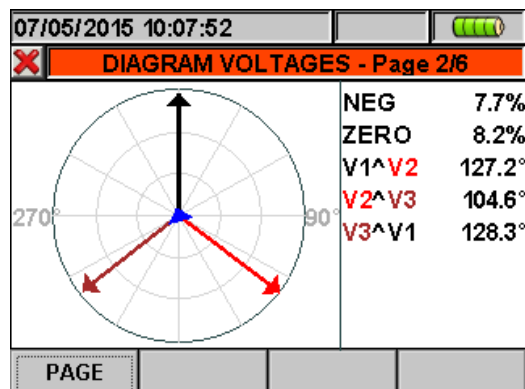 07/05/2015 10:07:52
DIAGRAM VOLTAGES - Page 2/6
NEG 7.7%
ZERO 8.2%
V1^V2 127.2°
V2^V3 104.6°
V3^V1 128.3°
270° 90°
PAGE